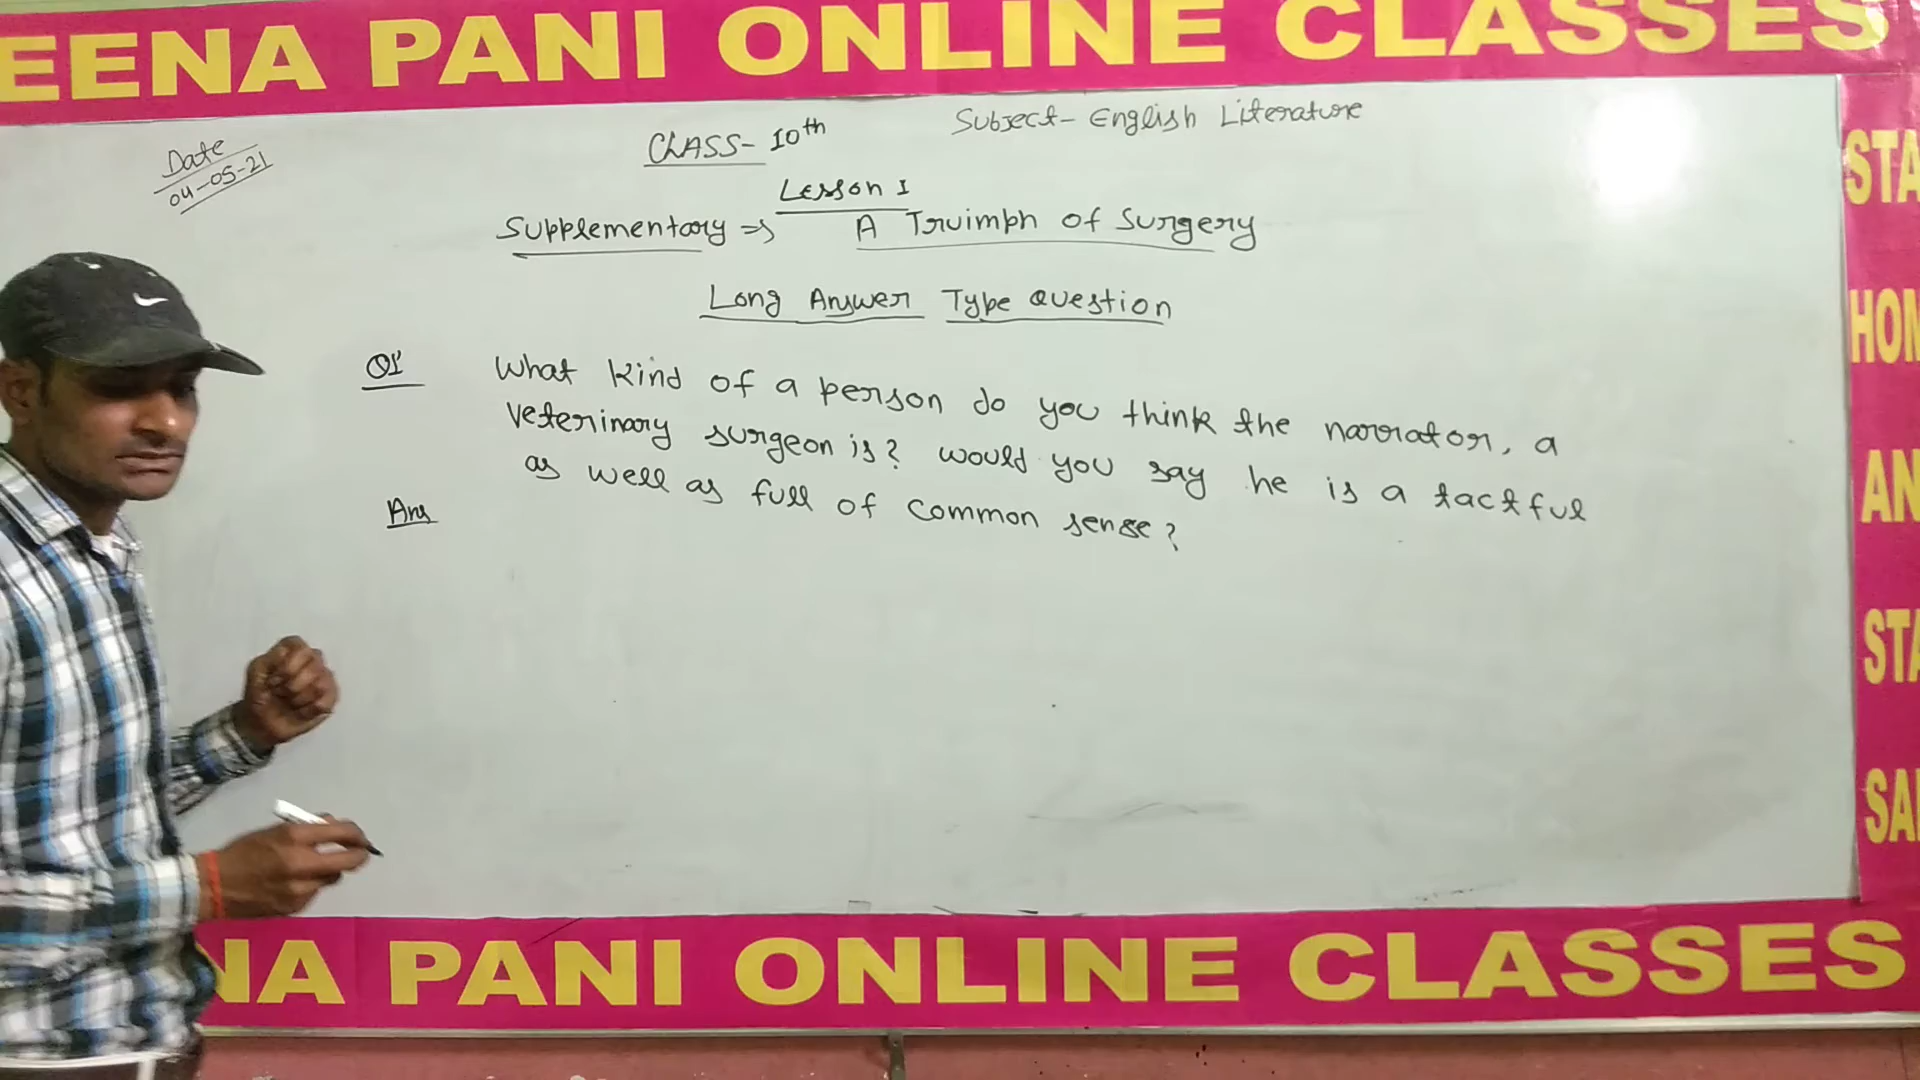 EENA PANI ONLINE CLASSES
Date
04-05-21
CLASS- 10th
Subject- English Literature
Lesson I
Supplementary => A Truimph of Surgery
Long Answer Type Question
Q1 What kind of a person do you think the narrator, a
veterinary surgeon is? would you say he is a tactful
as well as full of common sense?
Ans
STA
HOM
AN
STA
SA
NA PANI ONLINE CLASSES